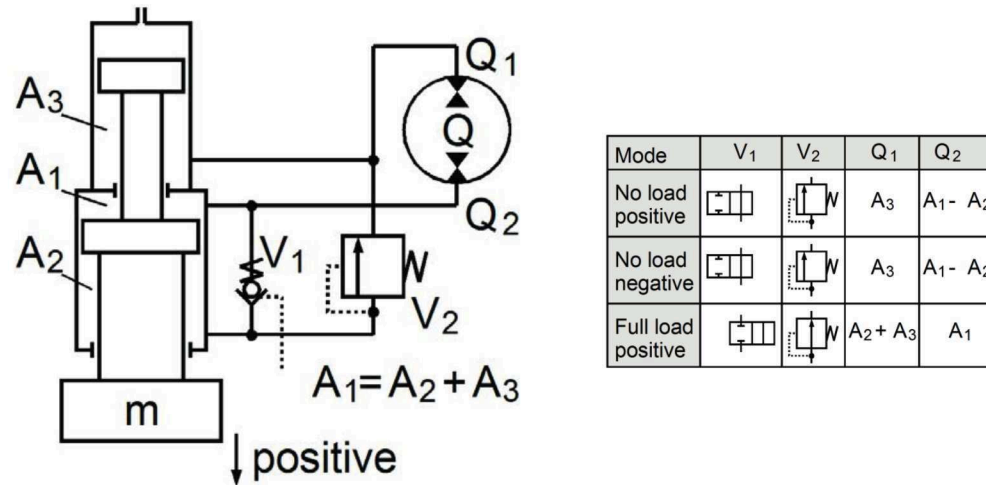 Q₁
A₃
Q
A₁
Q₂
V₁
A₂
V₂
A₁= A₂ + A₃
m
positive
Mode V₁ V₂ Q₁ Q₂
No load positive A₃ A₁- A₂
No load negative A₃ A₁- A₂
Full load positive A₂ + A₃ A₁